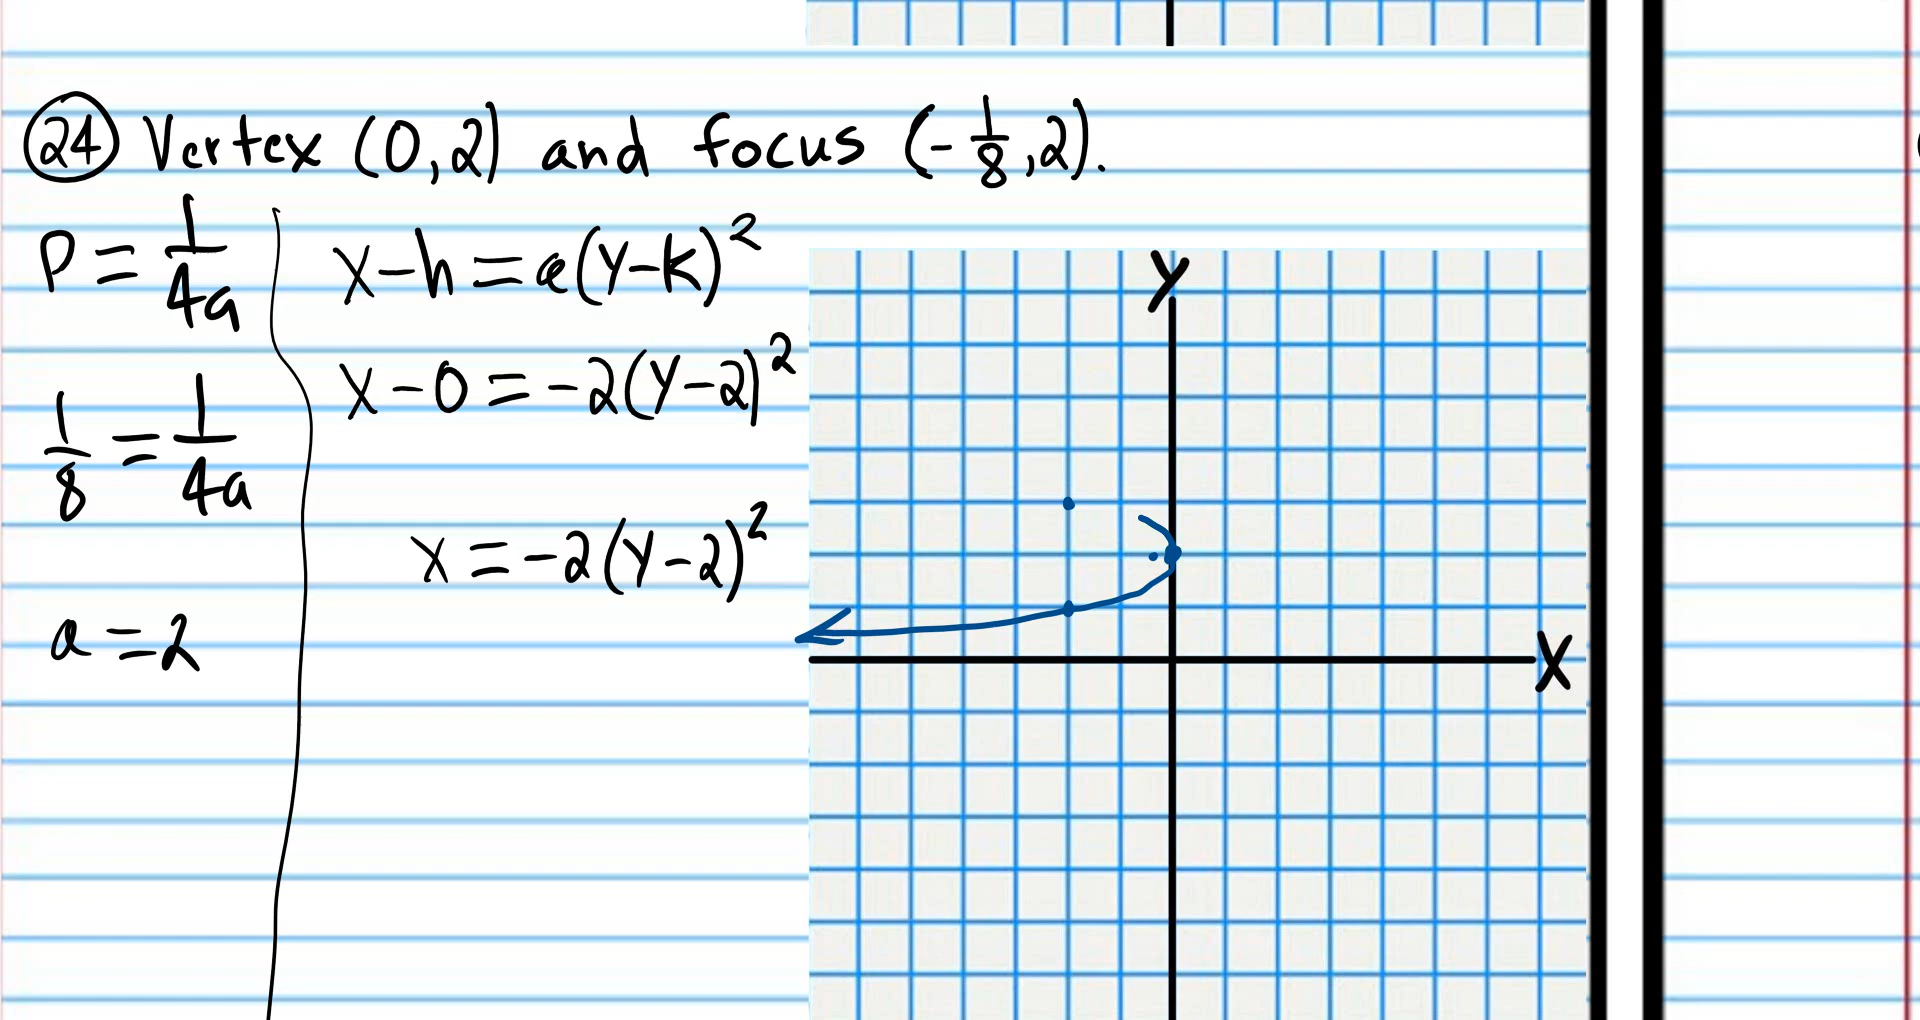 24 Vertex (0,2) and focus (-1/8,2).
P = 1/4a
1/8 = 1/4a
a = 2
X-h = a(Y-k)²
X-0 = -2(Y-2)²
X = -2(Y-2)²
Y
X